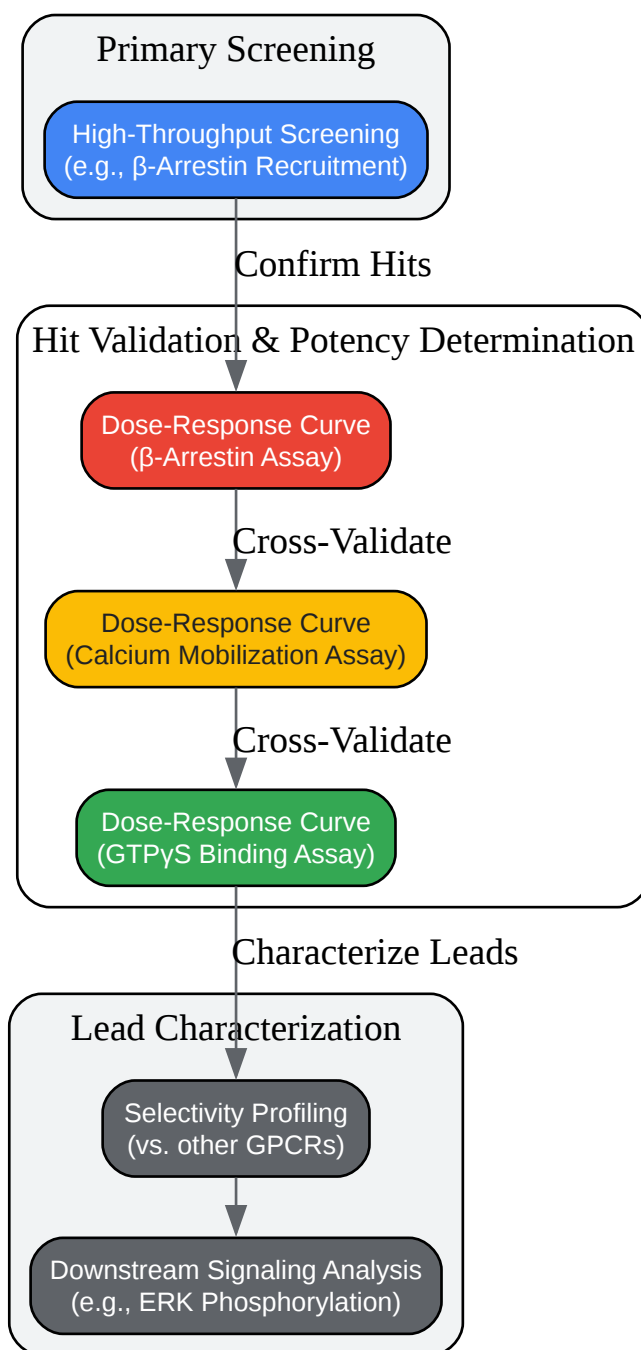 Primary Screening
High-Throughput Screening
(e.g., β-Arrestin Recruitment)
Confirm Hits
Hit Validation & Potency Determination
Dose-Response Curve
(β-Arrestin Assay)
Cross-Validate
Dose-Response Curve
(Calcium Mobilization Assay)
Cross-Validate
Dose-Response Curve
(GTPγS Binding Assay)
Characterize Leads
Lead Characterization
Selectivity Profiling
(vs. other GPCRs)
Downstream Signaling Analysis
(e.g., ERK Phosphorylation)